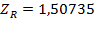 Z_R = 1,50735